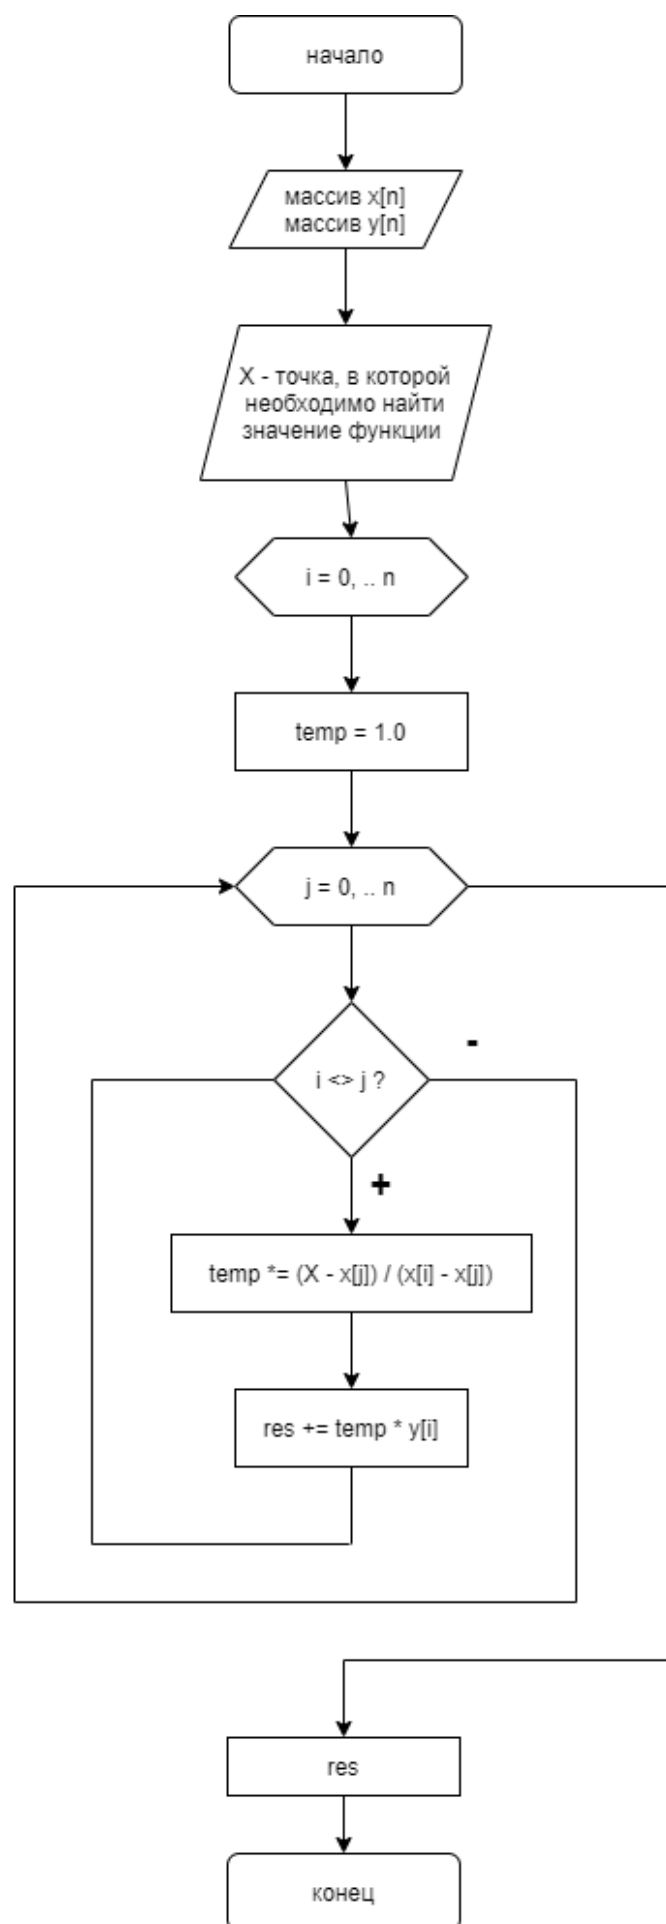 начало
массив x[n]
массив y[n]
X - точка, в которой
необходимо найти
значение функции
i = 0, .. n
temp = 1.0
j = 0, .. n
-
i <> j ?
+
temp *= (X - x[j]) / (x[i] - x[j])
res += temp * y[i]
res
конец